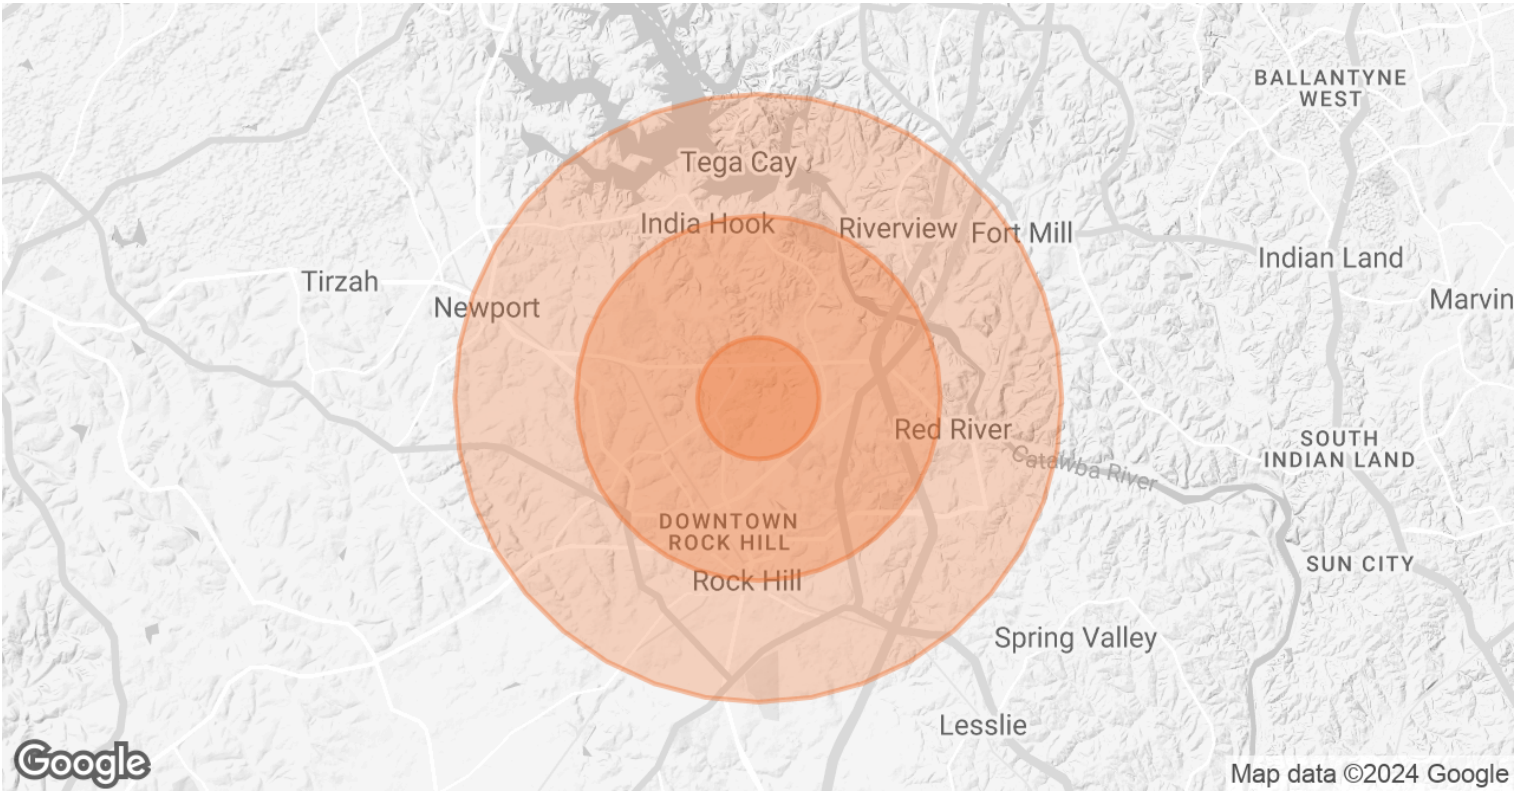 BALLANTYNE
WEST
Tega Cay
India Hook
Riverview
Fort Mill
Indian Land
Tirzah
Marvin
Newport
Red River
SOUTH
INDIAN LAND
Catawba River
DOWNTOWN
ROCK HILL
SUN CITY
Rock Hill
Spring Valley
Lesslie
Google
Map data ©2024 Google